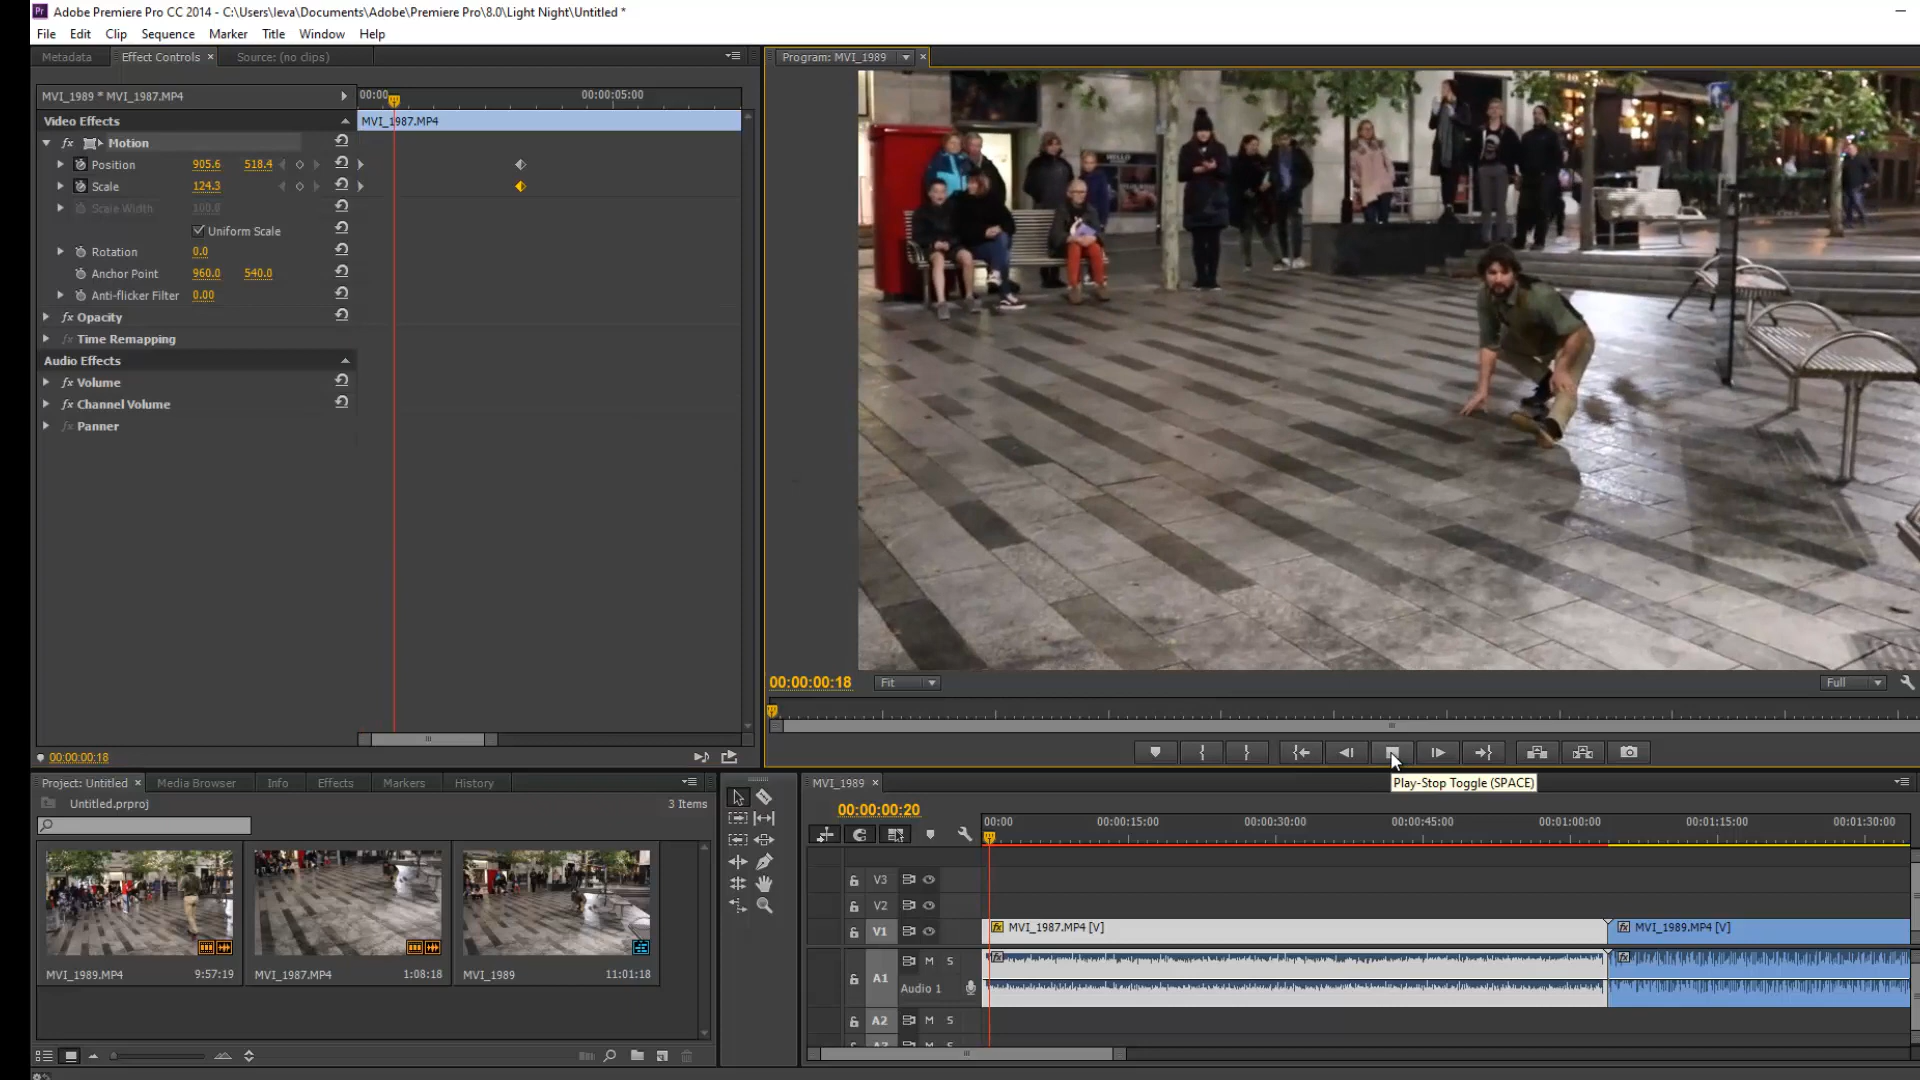 Adobe Premiere Pro CC 2014 - C:\Users\Ieva\Documents\Adobe\Premiere Pro\8.0\Light Night\Untitled *
File Edit Clip Sequence Marker Title Window Help
Metadata Effect Controls × Source: (no clips)
Program: MVI_1989 ×
MVI_1989 * MVI_1987.MP4
00:00 00:00:05:00
Video Effects
MVI_1987.MP4
fx Motion
Position 905.6 518.4
Scale 124.3
Scale Width 100.0
Uniform Scale
Rotation 0.0
Anchor Point 960.0 540.0
Anti-flicker Filter 0.00
fx Opacity
fx Time Remapping
Audio Effects
fx Volume
fx Channel Volume
fx Panner
00:00:00:18
00:00:00:18 Fit Full
Play-Stop Toggle (SPACE)
Project: Untitled × Media Browser Info Effects Markers History
Untitled.prproj 3 Items
MVI_1989.MP4 9:57:19
MVI_1987.MP4 1:08:18
MVI_1989 11:01:18
MVI_1989 ×
00:00:00:20
00:00 00:00:15:00 00:00:30:00 00:00:45:00 00:01:00:00 00:01:15:00 00:01:30:00
V3
V2
V1 fx MVI_1987.MP4 [V] fx MVI_1989.MP4 [V]
A1 M S
Audio 1
A2 M S